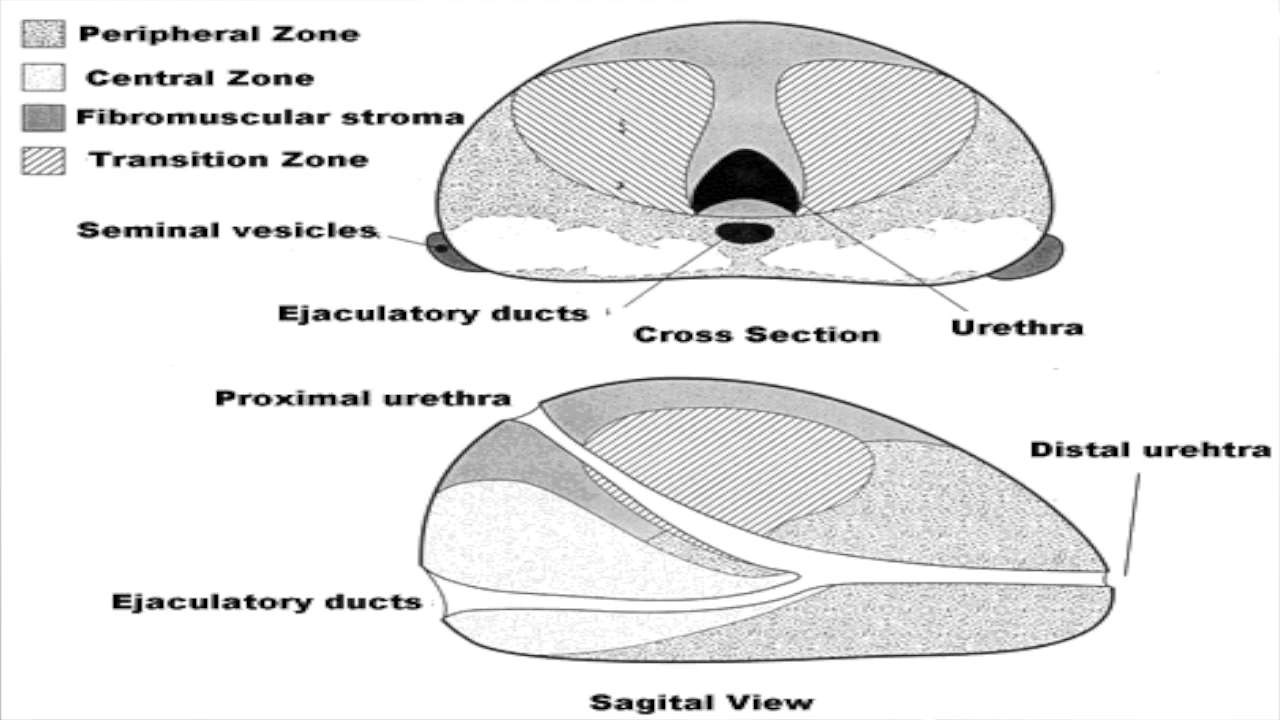 Peripheral Zone
Central Zone
Fibromuscular stroma
Transition Zone
Seminal vesicles
Ejaculatory ducts
Cross Section
Urethra
Proximal urethra
Distal urehtra
Ejaculatory ducts
Sagital View